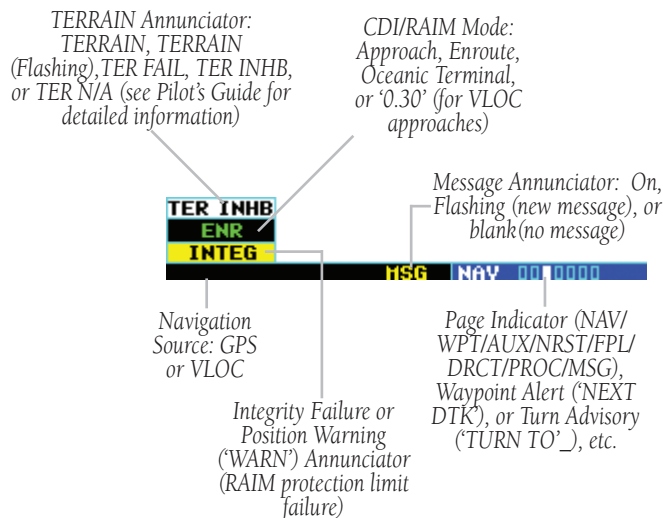 TERRAIN Annunciator:
TERRAIN, TERRAIN
(Flashing),TER FAIL, TER INHB,
or TER N/A (see Pilot's Guide for
detailed information)
CDI/RAIM Mode:
Approach, Enroute,
Oceanic Terminal,
or ‘0.30’ (for VLOC
approaches)
Message Annunciator: On,
Flashing (new message), or
blank(no message)
TER INHB
ENR
INTEG
MSG NAV
Navigation
Source: GPS
or VLOC
Integrity Failure or
Position Warning
(‘WARN’) Annunciator
(RAIM protection limit
failure)
Page Indicator (NAV/
WPT/AUX/NRST/FPL/
DRCT/PROC/MSG),
Waypoint Alert (‘NEXT
DTK’), or Turn Advisory
(‘TURN TO’_), etc.